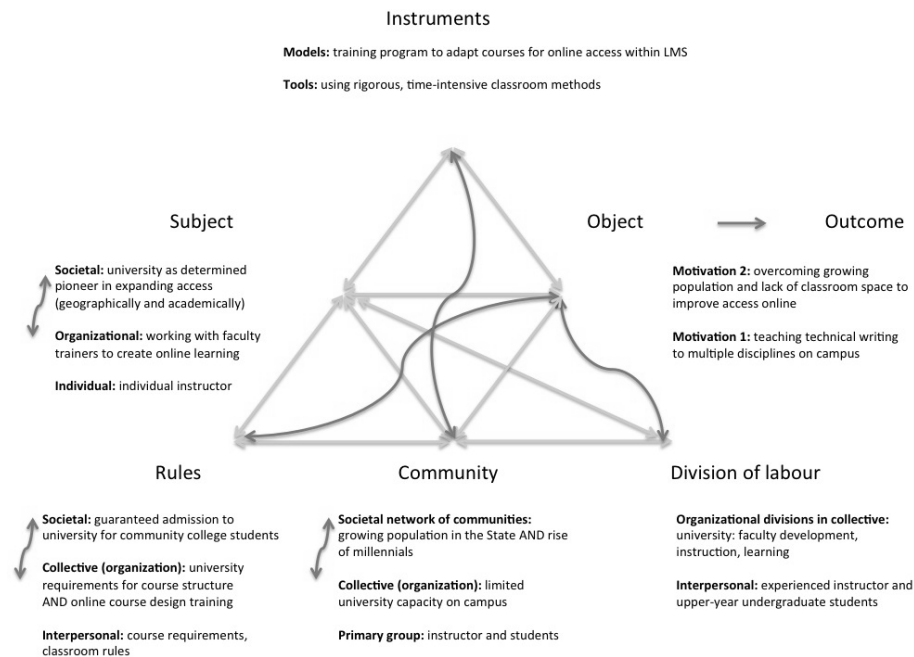 Instruments
Models: training program to adapt courses for online access within LMS
Tools: using rigorous, time-intensive classroom methods
Subject
Societal: university as determined
pioneer in expanding access
(geographically and academically)
Organizational: working with faculty
trainers to create online learning
Individual: individual instructor
Object
Outcome
Motivation 2: overcoming growing
population and lack of classroom space to
improve access online
Motivation 1: teaching technical writing
to multiple disciplines on campus
Rules
Societal: guaranteed admission to
university for community college students
Collective (organization): university
requirements for course structure
AND online course design training
Interpersonal: course requirements,
classroom rules
Community
Societal network of communities:
growing population in the State AND rise
of millennials
Collective (organization): limited
university capacity on campus
Primary group: instructor and students
Division of labour
Organizational divisions in collective:
university: faculty development,
instruction, learning
Interpersonal: experienced instructor and
upper-year undergraduate students